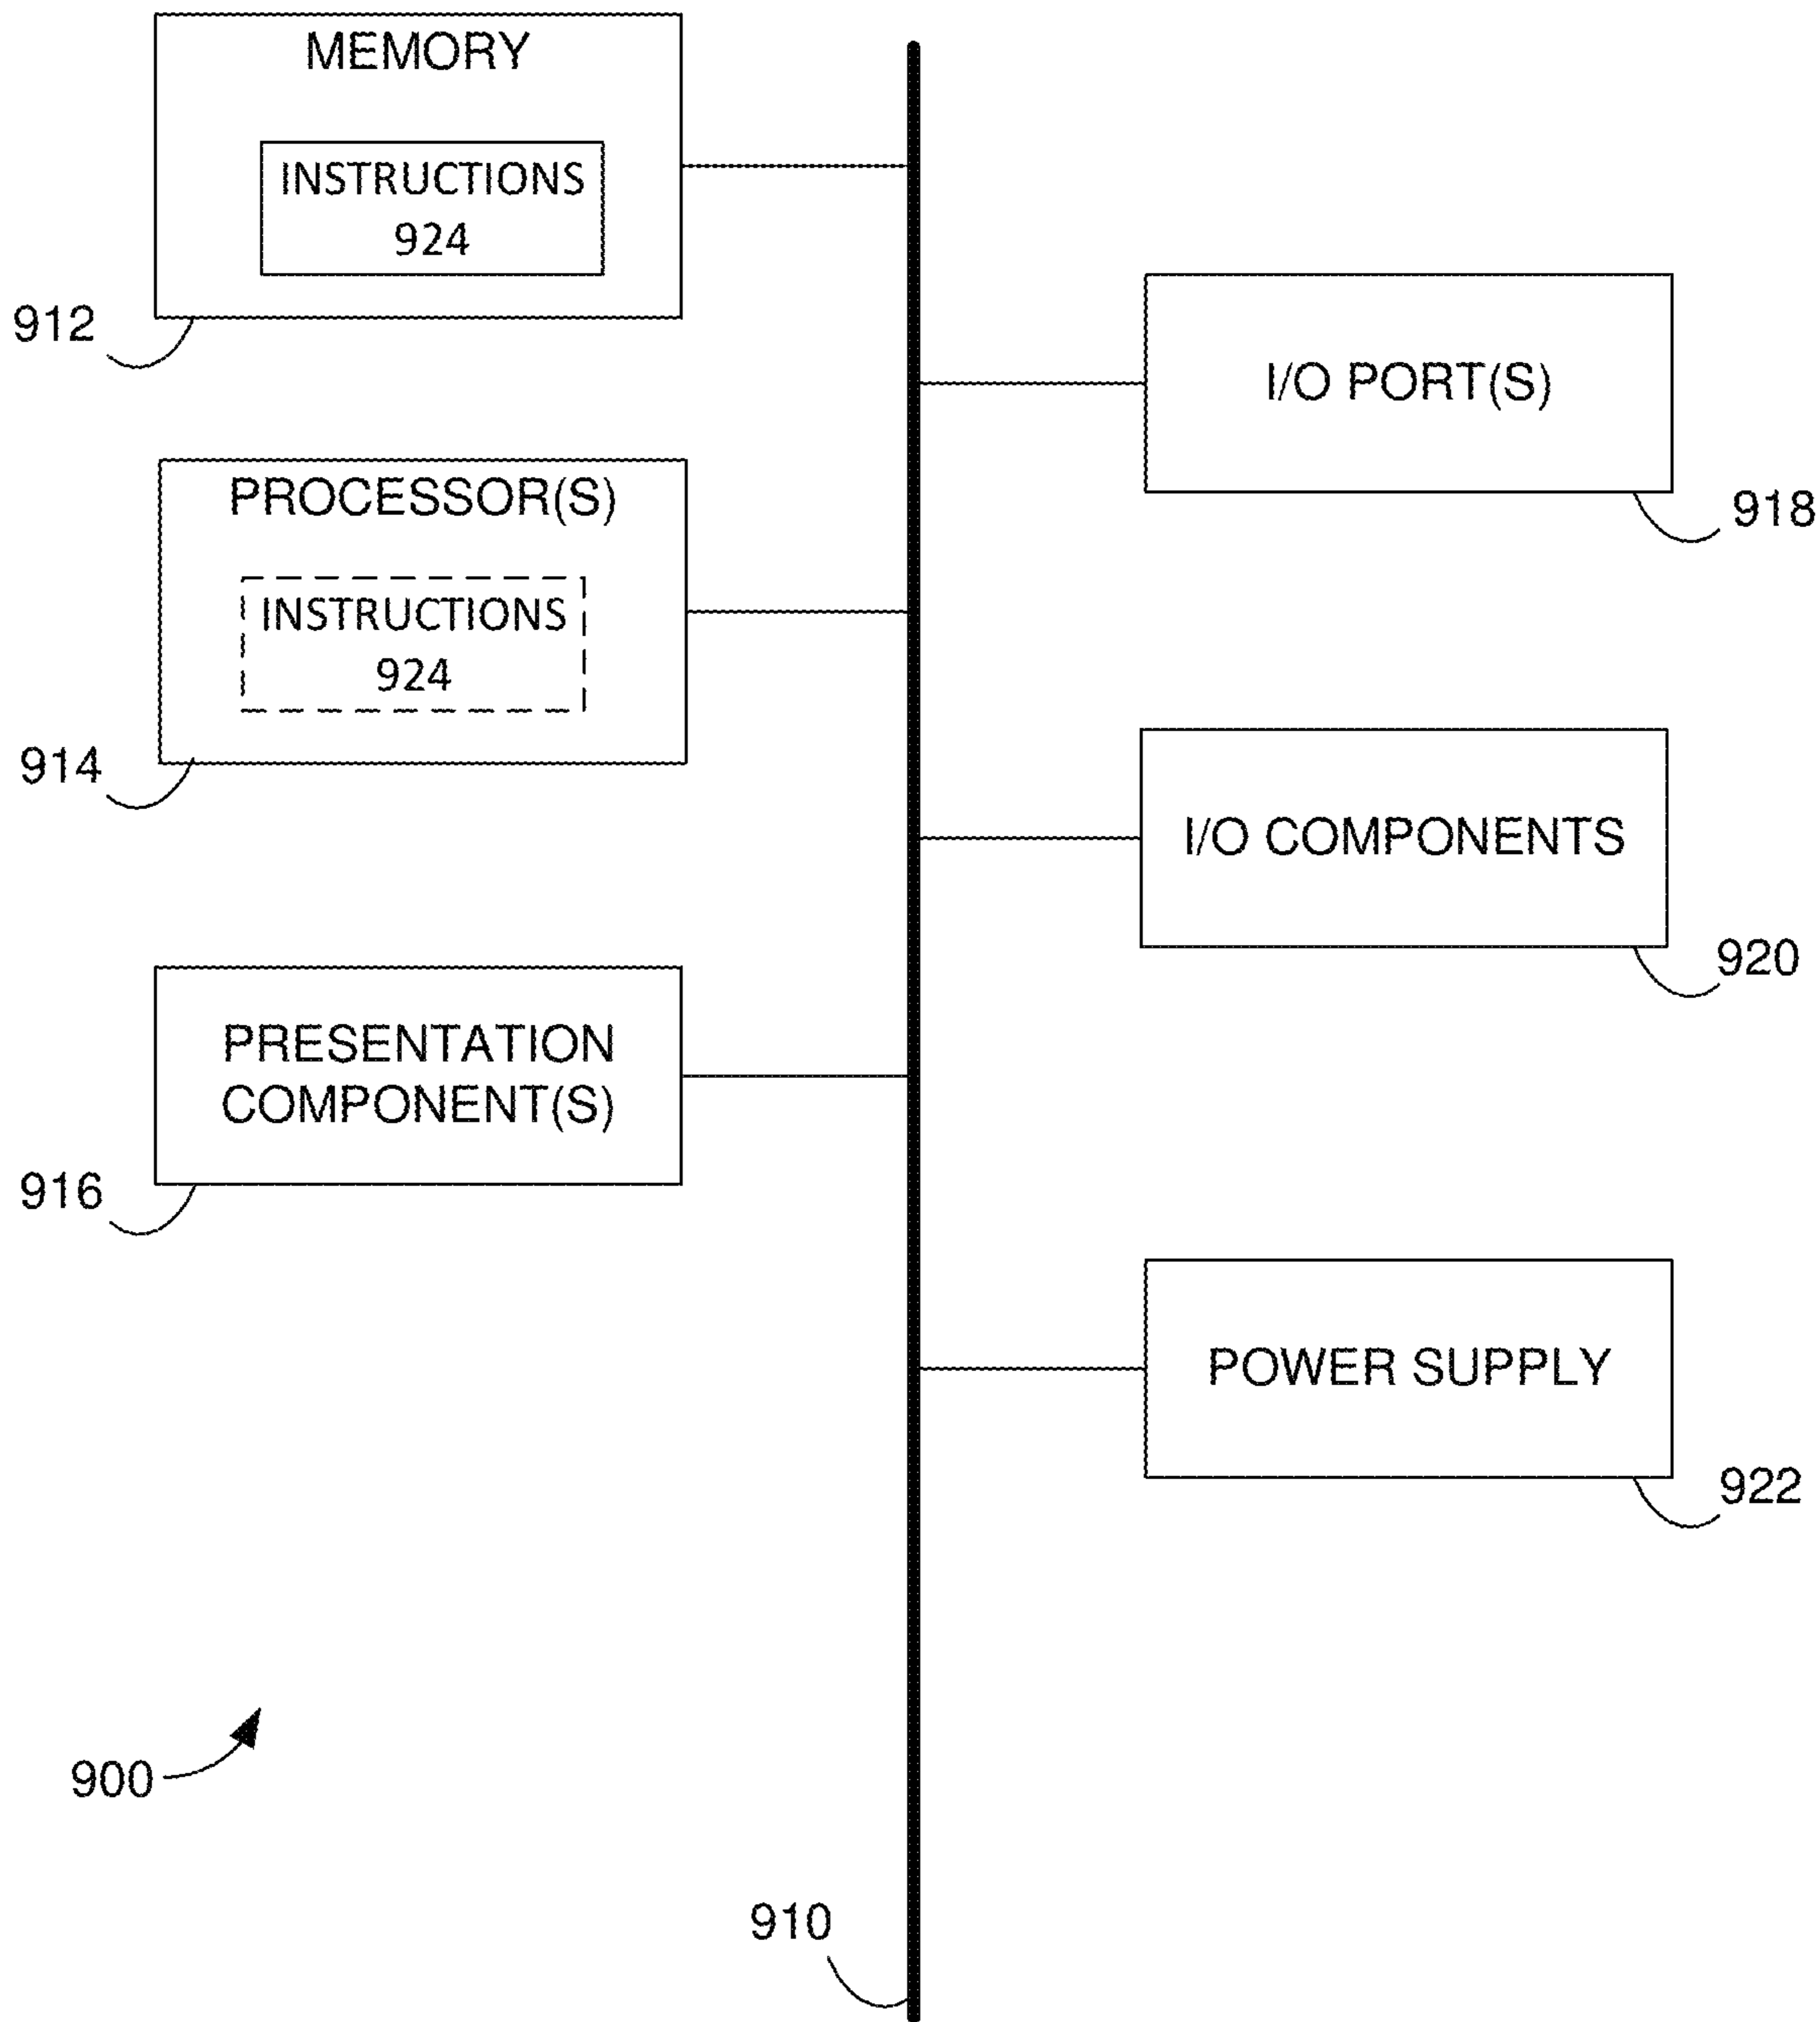 MEMORY
INSTRUCTIONS
924
912
PROCESSOR(S)
INSTRUCTIONS
924
914
PRESENTATION
COMPONENT(S)
916
I/O PORT(S)
918
I/O COMPONENTS
920
POWER SUPPLY
922
900
910